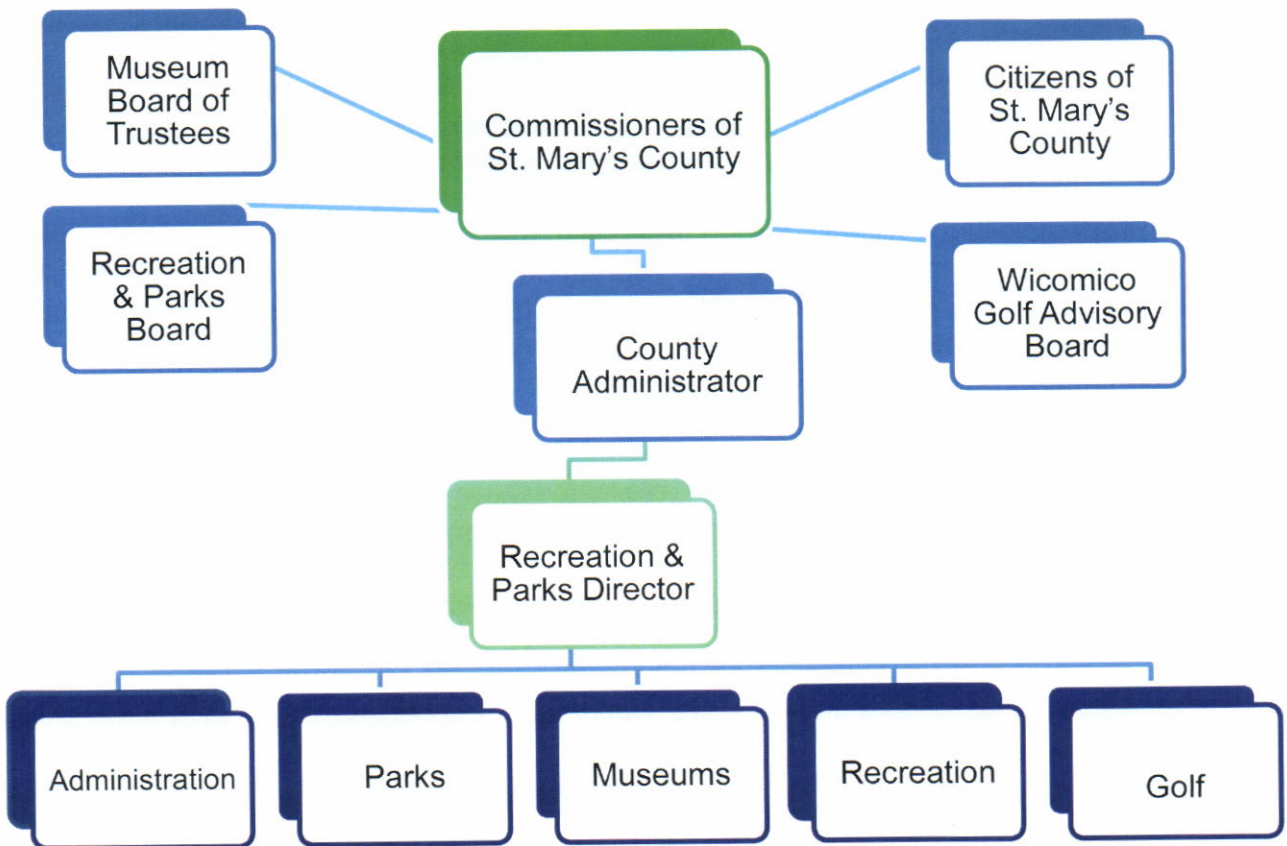 Museum
Board of
Trustees
Commissioners of
St. Mary's County
Citizens of
St. Mary's
County
Recreation
& Parks
Board
Wicomico
Golf Advisory
Board
County
Administrator
Recreation &
Parks Director
Administration
Parks
Museums
Recreation
Golf